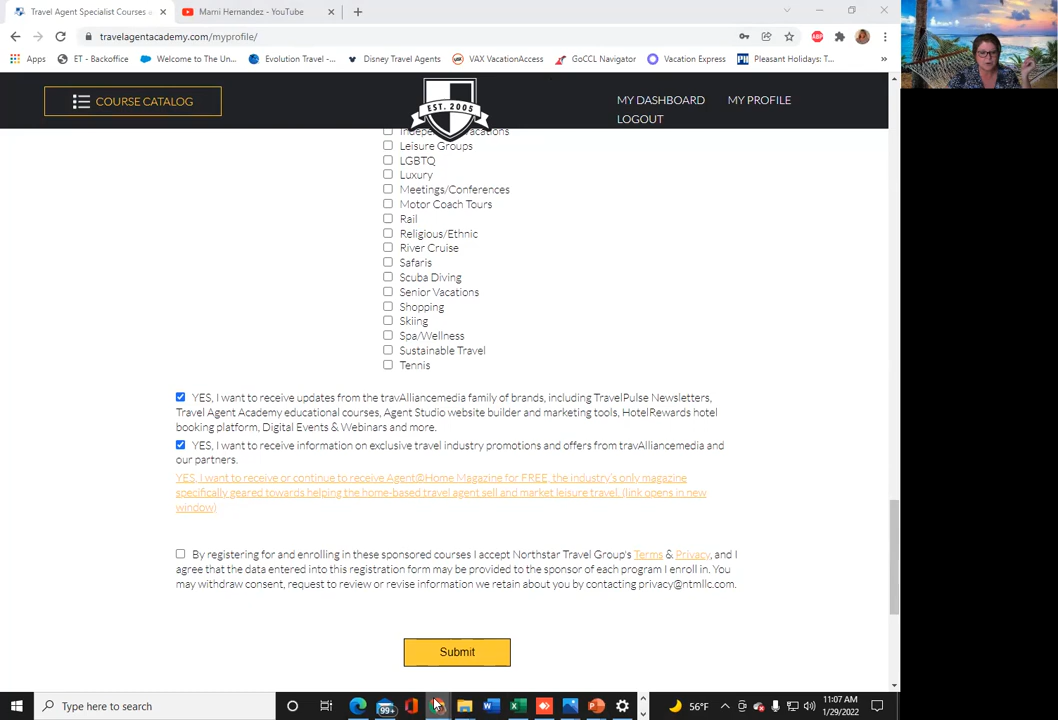 Travel Agent Specialist Courses a
Marni Hernandez - YouTube
travelagentacademy.com/myprofile/
Apps
ET - Backoffice
Welcome to The Un...
Evolution Travel -...
Disney Travel Agents
VAX VacationAccess
GoCCL Navigator
Vacation Express
Pleasant Holidays: T...
COURSE CATALOG
EST. 2005
MY DASHBOARD
MY PROFILE
LOGOUT
Independent Vacations
Leisure Groups
LGBTQ
Luxury
Meetings/Conferences
Motor Coach Tours
Rail
Religious/Ethnic
River Cruise
Safaris
Scuba Diving
Senior Vacations
Shopping
Skiing
Spa/Wellness
Sustainable Travel
Tennis
YES, I want to receive updates from the travAlliancemedia family of brands, including TravelPulse Newsletters,
Travel Agent Academy educational courses, Agent Studio website builder and marketing tools, HotelRewards hotel
booking platform, Digital Events & Webinars and more.
YES, I want to receive information on exclusive travel industry promotions and offers from travAlliancemedia and
our partners.
YES, I want to receive or continue to receive Agent@Home Magazine for FREE, the industry's only magazine
specifically geared towards helping the home-based travel agent sell and market leisure travel. (link opens in new
window)
By registering for and enrolling in these sponsored courses I accept Northstar Travel Group's Terms & Privacy, and I
agree that the data entered into this registration form may be provided to the sponsor of each program I enroll in. You
may withdraw consent, request to review or revise information we retain about you by contacting privacy@ntmllc.com.
Submit
Type here to search
99+
56°F
11:07 AM
1/29/2022